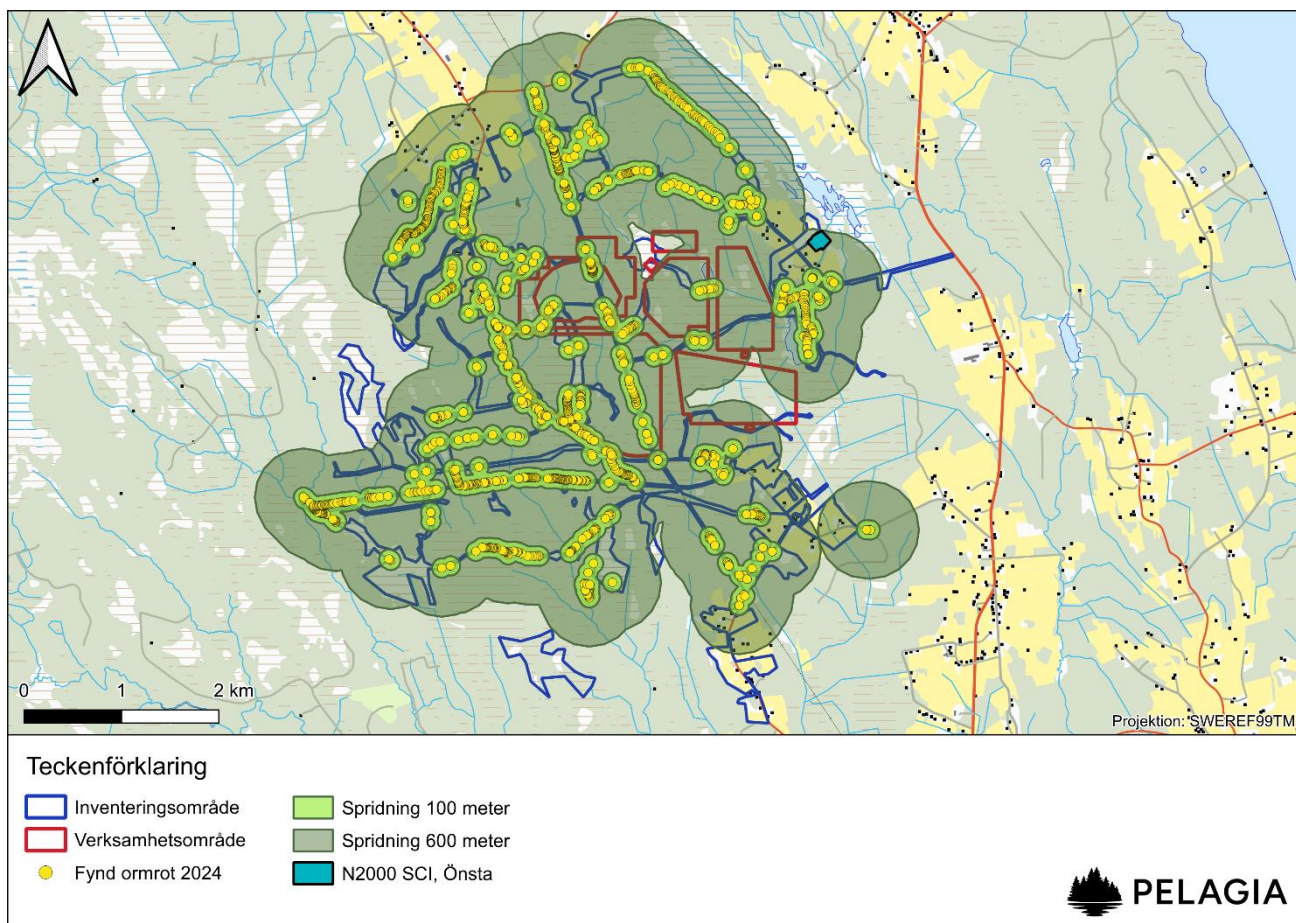 0 1 2 km
Projektion: SWEREF99TM
Teckenförklaring
Inventeringsområde
Verksamhetsområde
Fynd ormrot 2024
Spridning 100 meter
Spridning 600 meter
N2000 SCI, Önsta
PELAGIA